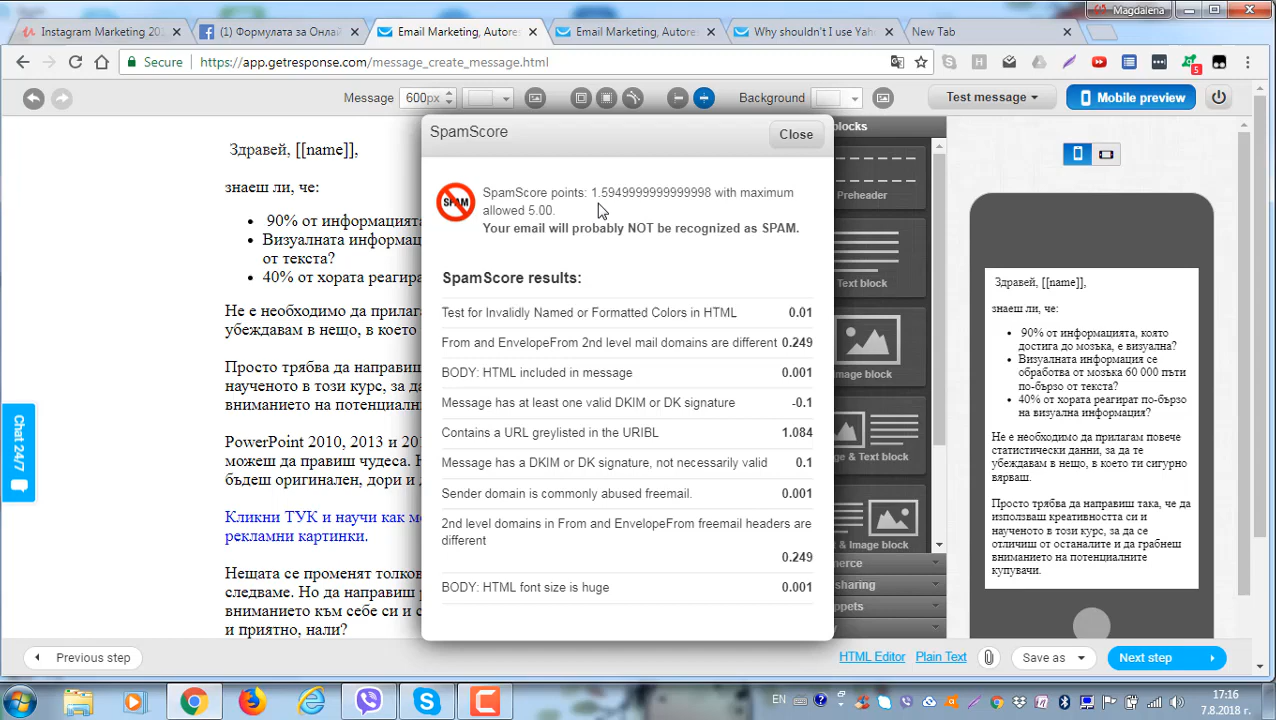 Magdalena
Instagram Marketing 201
(1) Формулата за Онлай
Email Marketing, Autores
Email Marketing, Autores
Why shouldn't I use Yah
New Tab
Secure
https://app.getresponse.com/message_create_message.html
5
Message
600px
Background
Test message
Mobile preview
SpamScore
Close
SPAM
SpamScore points: 1.5949999999999998 with maximum
allowed 5.00.
Your email will probably NOT be recognized as SPAM.
SpamScore results:
Test for Invalidly Named or Formatted Colors in HTML 0.01
From and EnvelopeFrom 2nd level mail domains are different 0.249
BODY: HTML included in message 0.001
Message has at least one valid DKIM or DK signature -0.1
Contains a URL greylisted in the URIBL 1.084
Message has a DKIM or DK signature, not necessarily valid 0.1
Sender domain is commonly abused freemail. 0.001
2nd level domains in From and EnvelopeFrom freemail headers are
different
0.249
BODY: HTML font size is huge 0.001
Здравей, [[name]],
знаеш ли, че:
90% от информацията
Визуалната информац
от текста?
40% от хората реагират
Не е необходимо да прилаг
убеждавам в нещо, в което
Просто трябва да направиш
наученото в този курс, за да
вниманието на потенциалн
PowerPoint 2010, 2013 и 20
можеш да правиш чудеса. Н
бъдеш оригинален, дори и
Кликни ТУК и научи как м
рекламни картинки.
Нещата се променят толков
следваме. Но да направиш
вниманието към себе си и с
и приятно, нали?
Chat 24/7
blocks
Preheader
Text block
mage block
ge & Text block
& Image block
merce
sharing
ppets
Здравей, [[name]],
знаеш ли, че:
90% от информацията, която
достига до мозъка, е визуална?
Визуалната информация се
обработва от мозъка 60 000 пъти
по-бързо от текста?
40% от хората реагират по-бързо
на визуална информация?
Не е необходимо да прилагам повече
статистически данни, за да те
убеждавам в нещо, в което ти сигурно
вярваш.
Просто трябва да направиш така, че да
използваш креативността си и
наученото в този курс, за да се
отличиш от останалите и да грабнеш
вниманието на потенциалните
купувачи.
Previous step
HTML Editor
Plain Text
Save as
Next step
EN
17:16
7.8.2018 г.